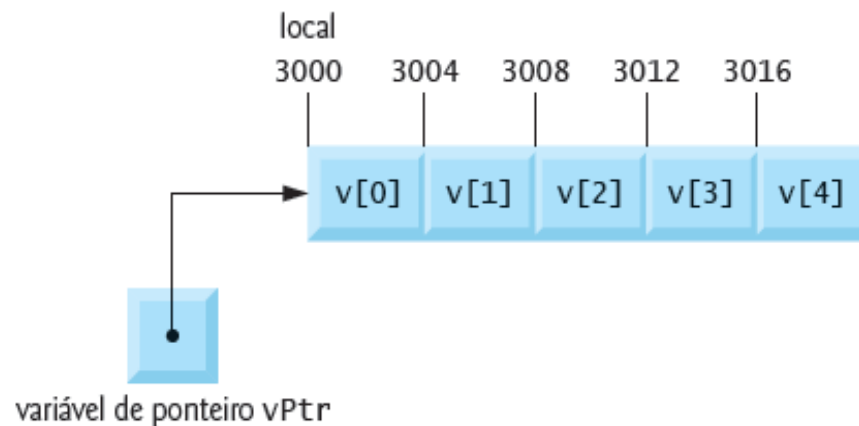 local
3000 3004 3008 3012 3016
v[0] v[1] v[2] v[3] v[4]
variável de ponteiro vPtr